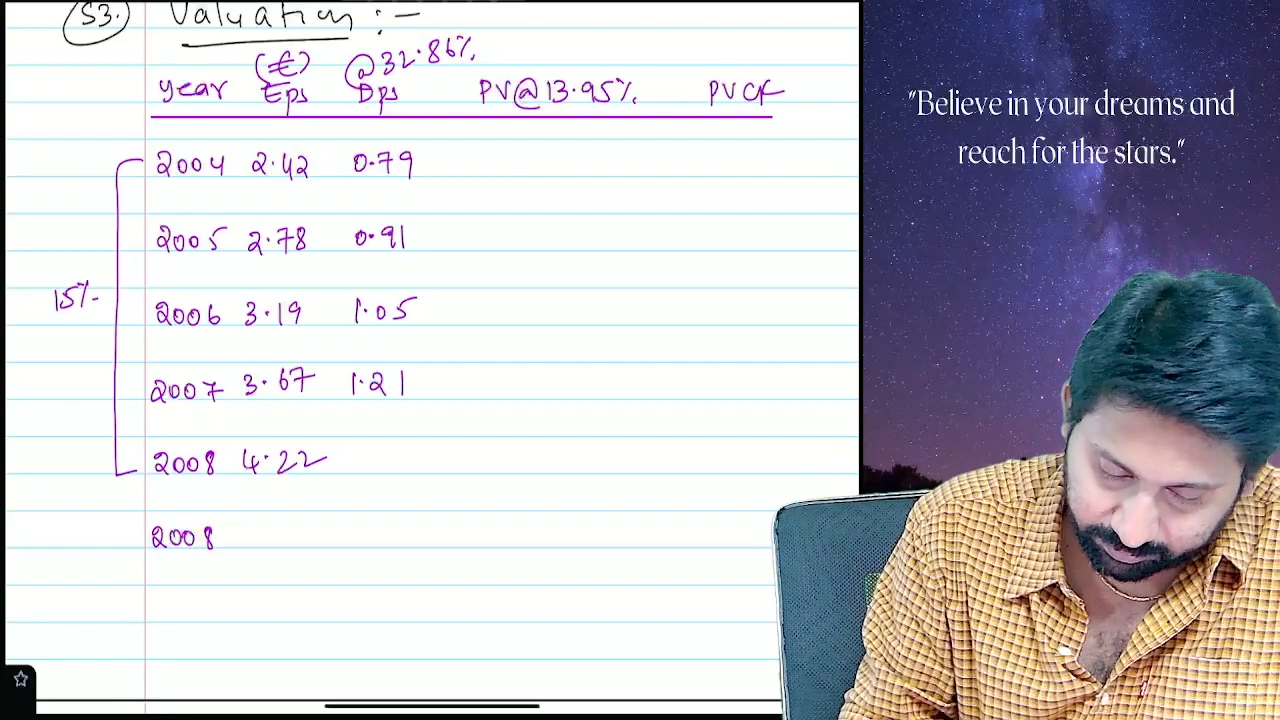 S3. Valuation :-
(€) @32.86%
Year Eps Dps PV@13.95% PVCF
2004 2.42 0.79
2005 2.78 0.91
15%
2006 3.19 1.05
2007 3.67 1.21
2008 4.22
2008
"Believe in your dreams and
reach for the stars."